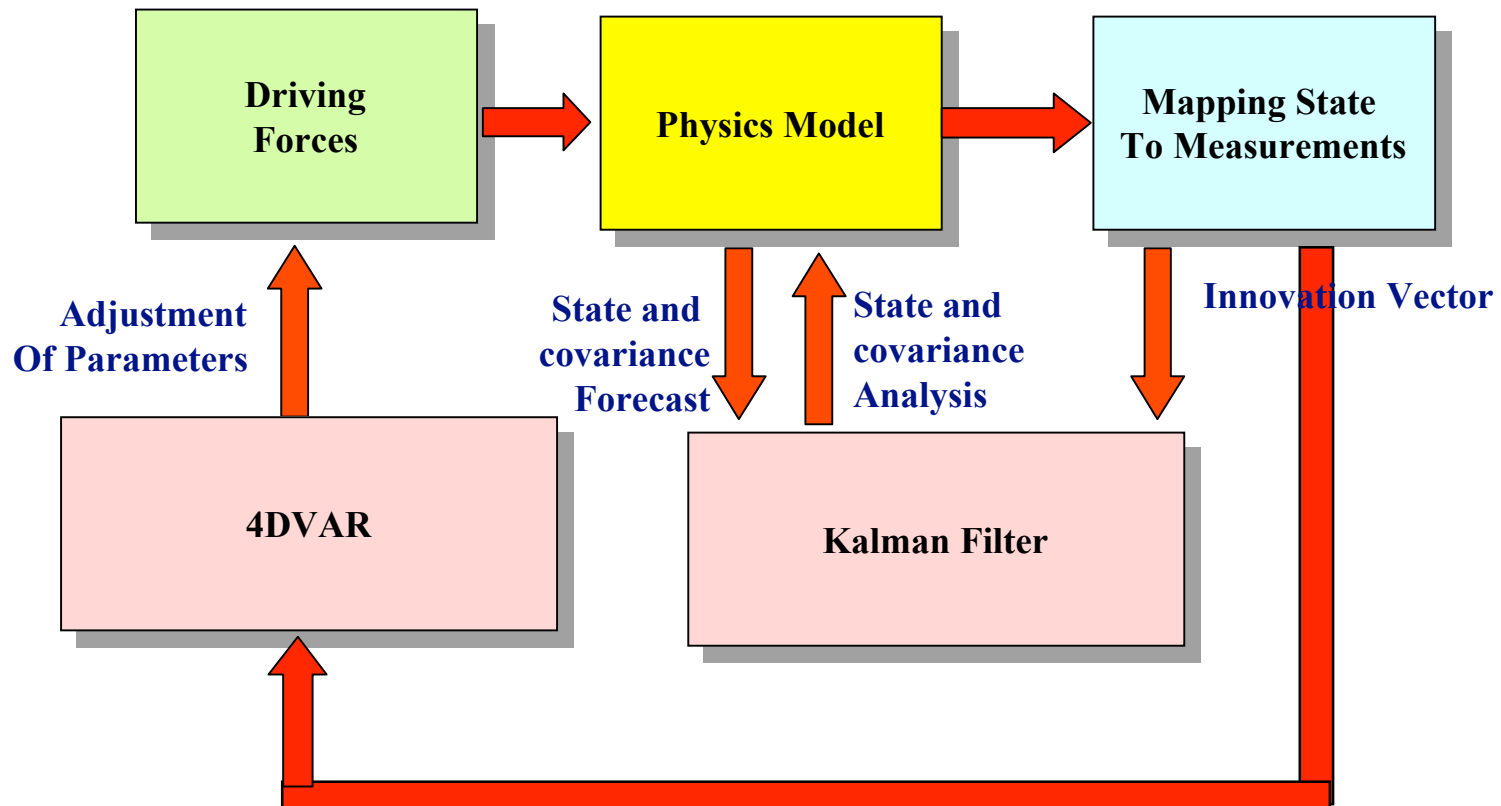 Driving
Forces
Physics Model
Mapping State
To Measurements
Adjustment
Of Parameters
State and
covariance
Forecast
State and
covariance
Analysis
Innovation Vector
4DVAR
Kalman Filter